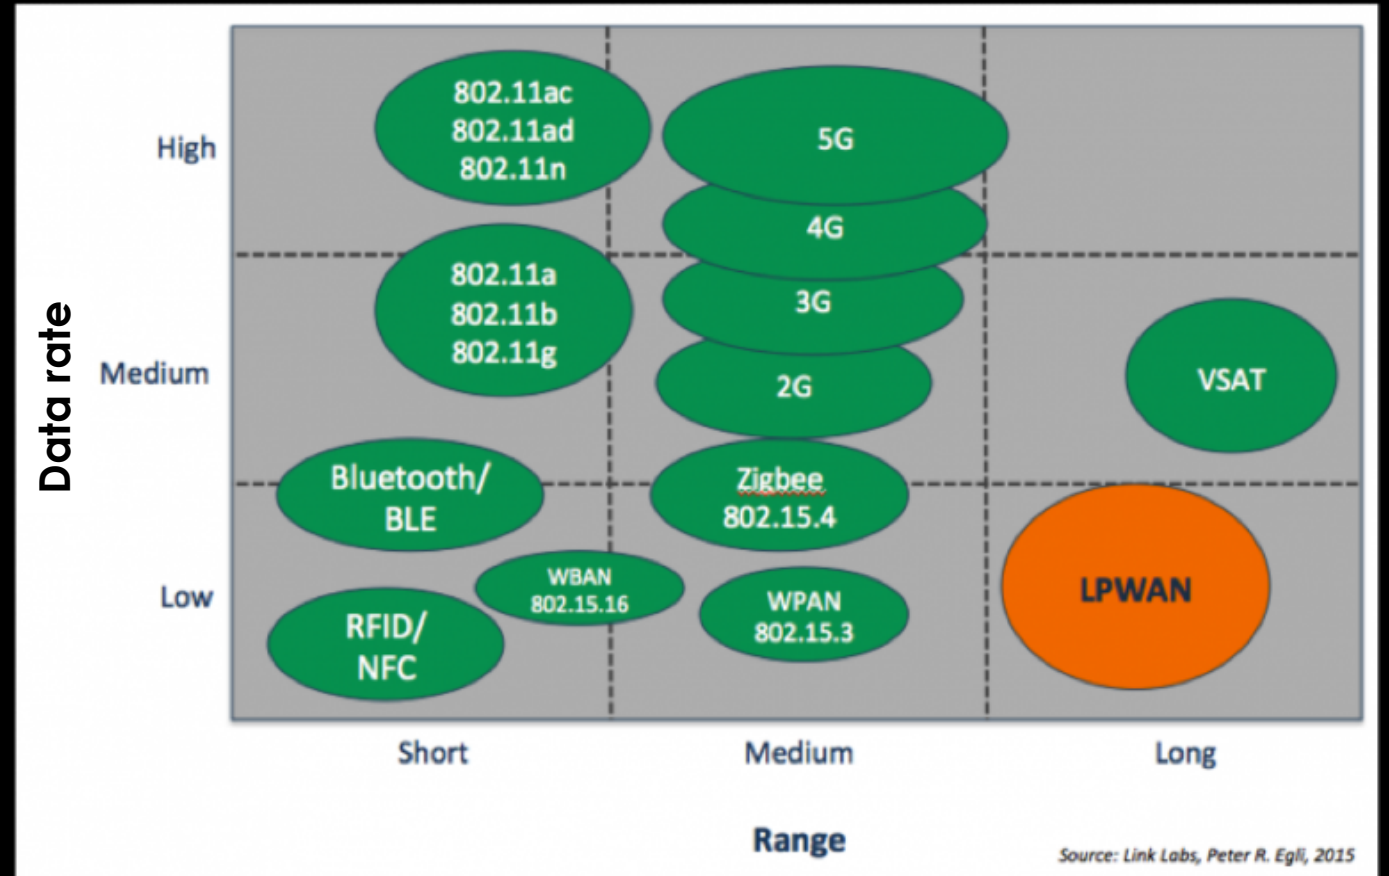 Data rate
High
Medium
Low
802.11ac
802.11ad
802.11n
5G
4G
802.11a
802.11b
802.11g
3G
2G
VSAT
Bluetooth/
BLE
Zigbee
802.15.4
WBAN
802.15.16
WPAN
802.15.3
LPWAN
RFID/
NFC
Short
Medium
Long
Range
Source: Link Labs, Peter R. Egli, 2015